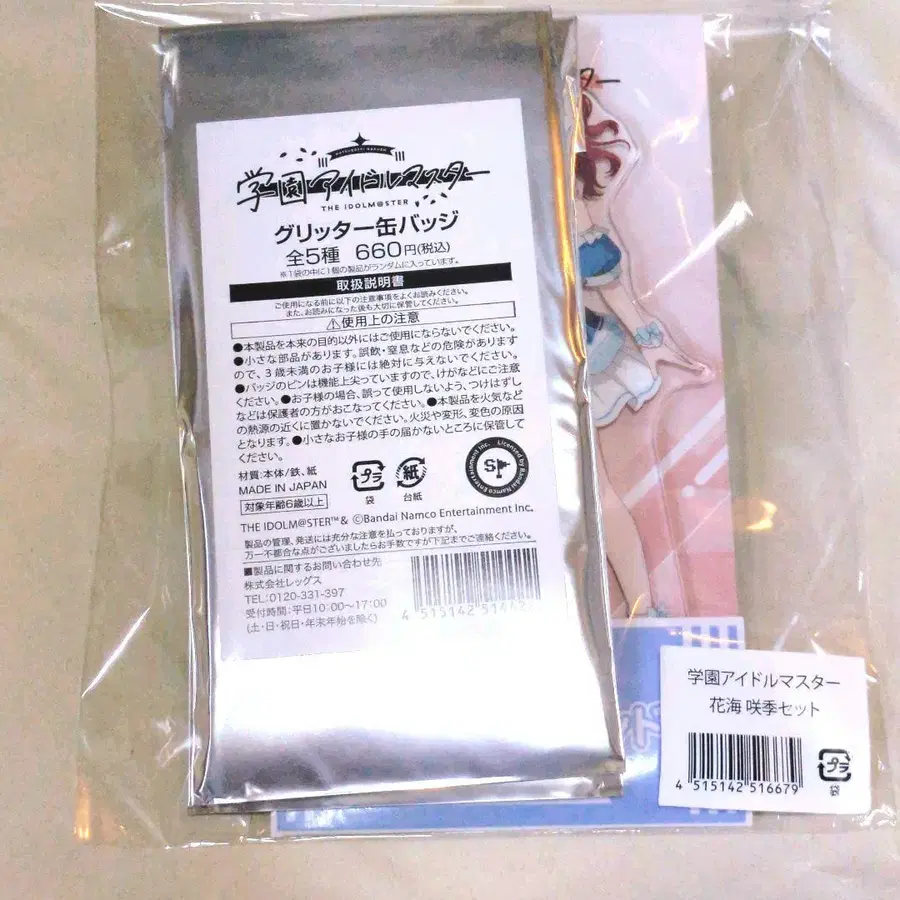 学園アイドルマスター
THE IDOLM@STER
グリッター缶バッジ
全5種 660円(税込)
※1袋の中に1個の製品がランダムに入っています。
取扱説明書
ご使用になる前に以下の注意事項をよくお読みください。
また、お読みになった後も大切に保管してください。
⚠使用上の注意
●本製品を本来の目的以外にはご使用にならないでください。
●小さな部品があります。誤飲・窒息などの危険があります
ので、3歳未満のお子様には絶対に与えないでください。
●バッジのピンは機能上尖っていますので、けがなどにご注意
ください。●お子様の場合、誤って使用しないよう、つけはずし
などは保護者の方がおこなってください。●本製品を火気など
の熱源の近くに置かないでください。火災や変形、変色の原因
となります。●小さなお子様の手の届かないところに保管して
ください。
材質:本体/鉄、紙
MADE IN JAPAN
対象年齢6歳以上
プラ
袋
紙
台紙
Licensed by Bandai Namco Entertainment Inc.
THE IDOLM@STER™& ©Bandai Namco Entertainment Inc.
製品の管理、発送には充分な注意を払っておりますが、
万一不都合な点がございましたらお手数ですが下記までご連絡ください。
■製品に関するお問い合わせ先
株式会社レッグス
TEL:0120-331-397
受付時間:平日10:00〜17:00
(土・日・祝日・年末年始を除く)
学園アイドルマスター
花海 咲季セット
4 515142 516679
プラ
袋